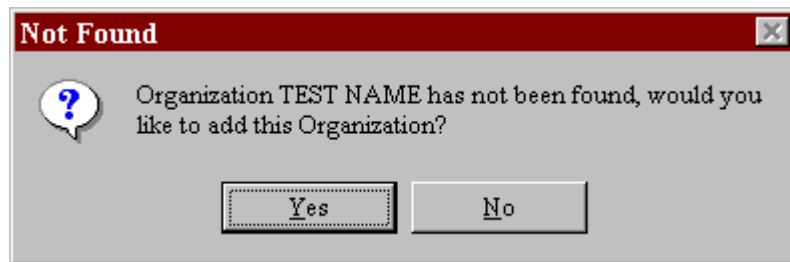 Not Found
Organization TEST NAME has not been found, would you
like to add this Organization?
Yes
No